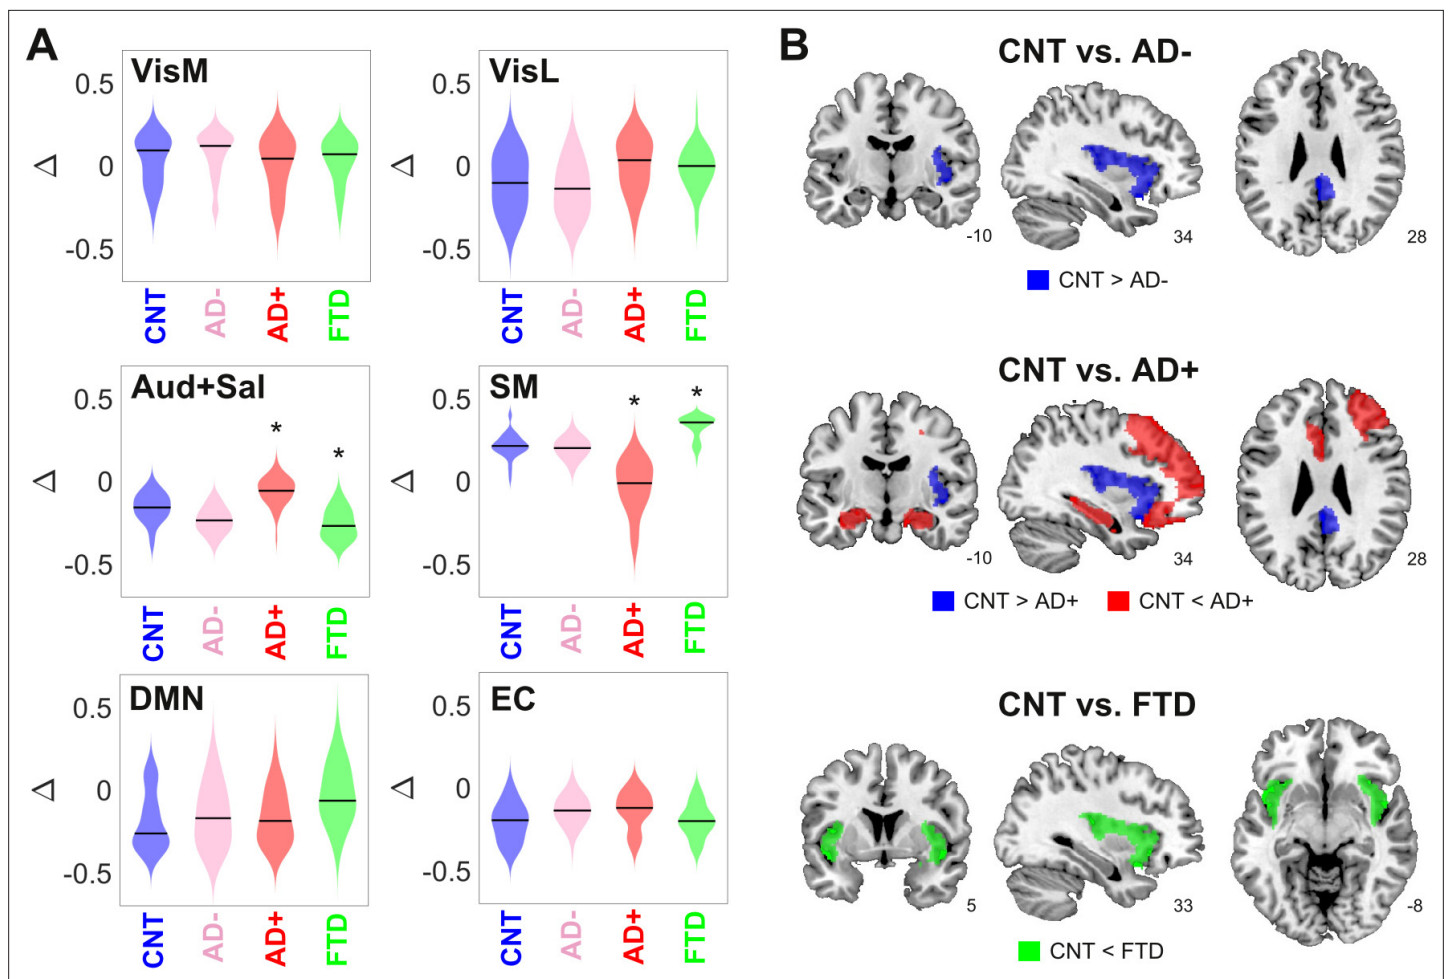 A
VisM
0.5
0
-0.5
Δ
CNT
AD-
AD+
FTD
VisL
0.5
0
-0.5
Δ
CNT
AD-
AD+
FTD
Aud+Sal
0.5
0
-0.5
Δ
*
*
CNT
AD-
AD+
FTD
SM
0.5
0
-0.5
Δ
*
*
CNT
AD-
AD+
FTD
DMN
0.5
0
-0.5
Δ
CNT
AD-
AD+
FTD
EC
0.5
0
-0.5
Δ
CNT
AD-
AD+
FTD
B
CNT vs. AD-
-10
34
28
CNT > AD-
CNT vs. AD+
-10
34
28
CNT > AD+ CNT < AD+
CNT vs. FTD
5
33
-8
CNT < FTD